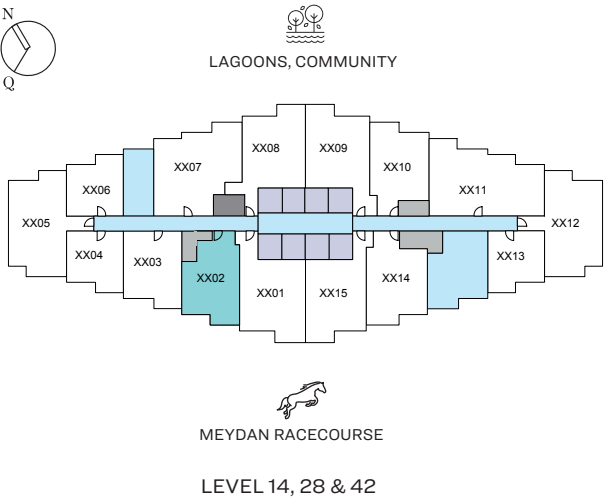 N
Q
LAGOONS, COMMUNITY
XX08
XX09
XX07
XX10
XX06
XX11
XX05
XX12
XX04
XX03
XX13
XX02
XX14
XX01
XX15
MEYDAN RACECOURSE
LEVEL 14, 28 & 42